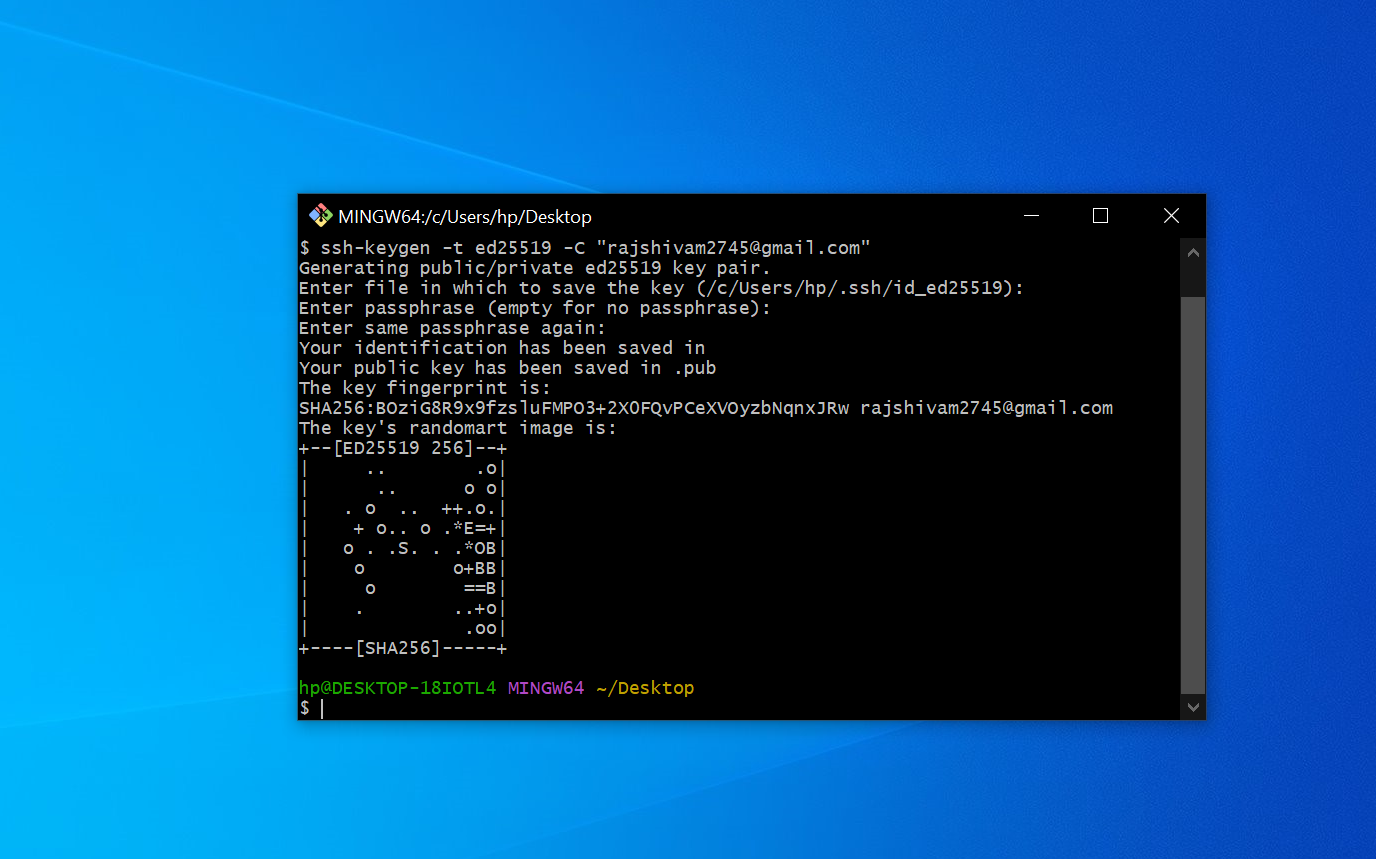 MINGW64:/c/Users/hp/Desktop
$ ssh-keygen -t ed25519 -C "rajshivam2745@gmail.com"
Generating public/private ed25519 key pair.
Enter file in which to save the key (/c/Users/hp/.ssh/id_ed25519):
Enter passphrase (empty for no passphrase):
Enter same passphrase again:
Your identification has been saved in
Your public key has been saved in .pub
The key fingerprint is:
SHA256:BOziG8R9x9fzsluFMPO3+2X0FQvPCeXVOyzbNqnxJRw rajshivam2745@gmail.com
The key's randomart image is:
+--[ED25519 256]--+
|     ..        .o|
|      ..      o o|
|   . o  ..  ++.o.|
|    + o.. o .*E=+|
|   o . .S. . .*OB|
|    o        o+BB|
|     o        ==B|
|    .        ..+o|
|              .oo|
+----[SHA256]-----+
hp@DESKTOP-18IOTL4 MINGW64 ~/Desktop
$